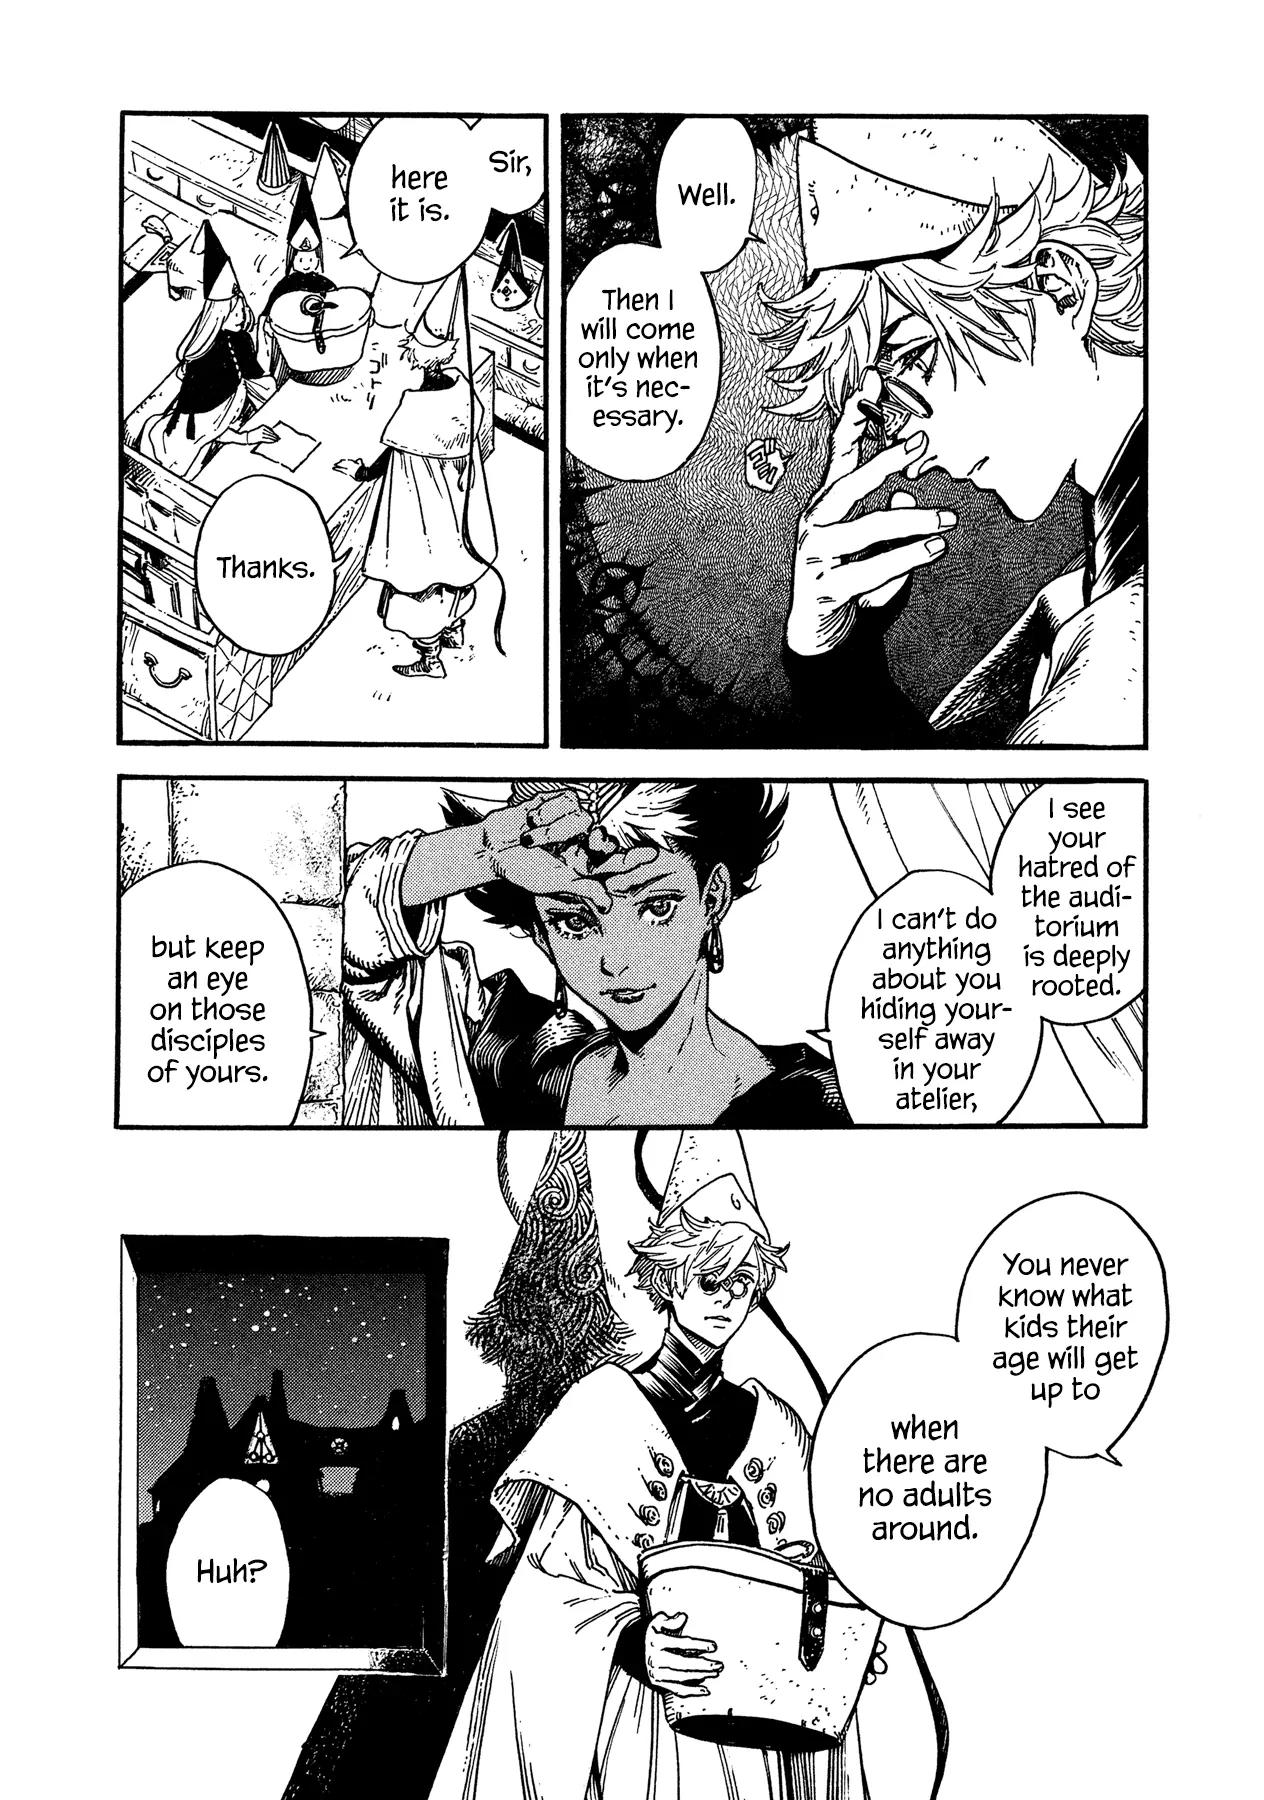 Well.
Then I
will come
only when
it's nec-
essary.
Sir,
here
it is.
Thanks.
I see
your
hatred of
the audi-
torium
is deeply
rooted.
I can't do
anything
about you
hiding your-
self away
in your
atelier,
but keep
an eye
on those
disciples
of yours.
You never
know what
kids their
age will get
up to
when
there are
no adults
around.
Huh?